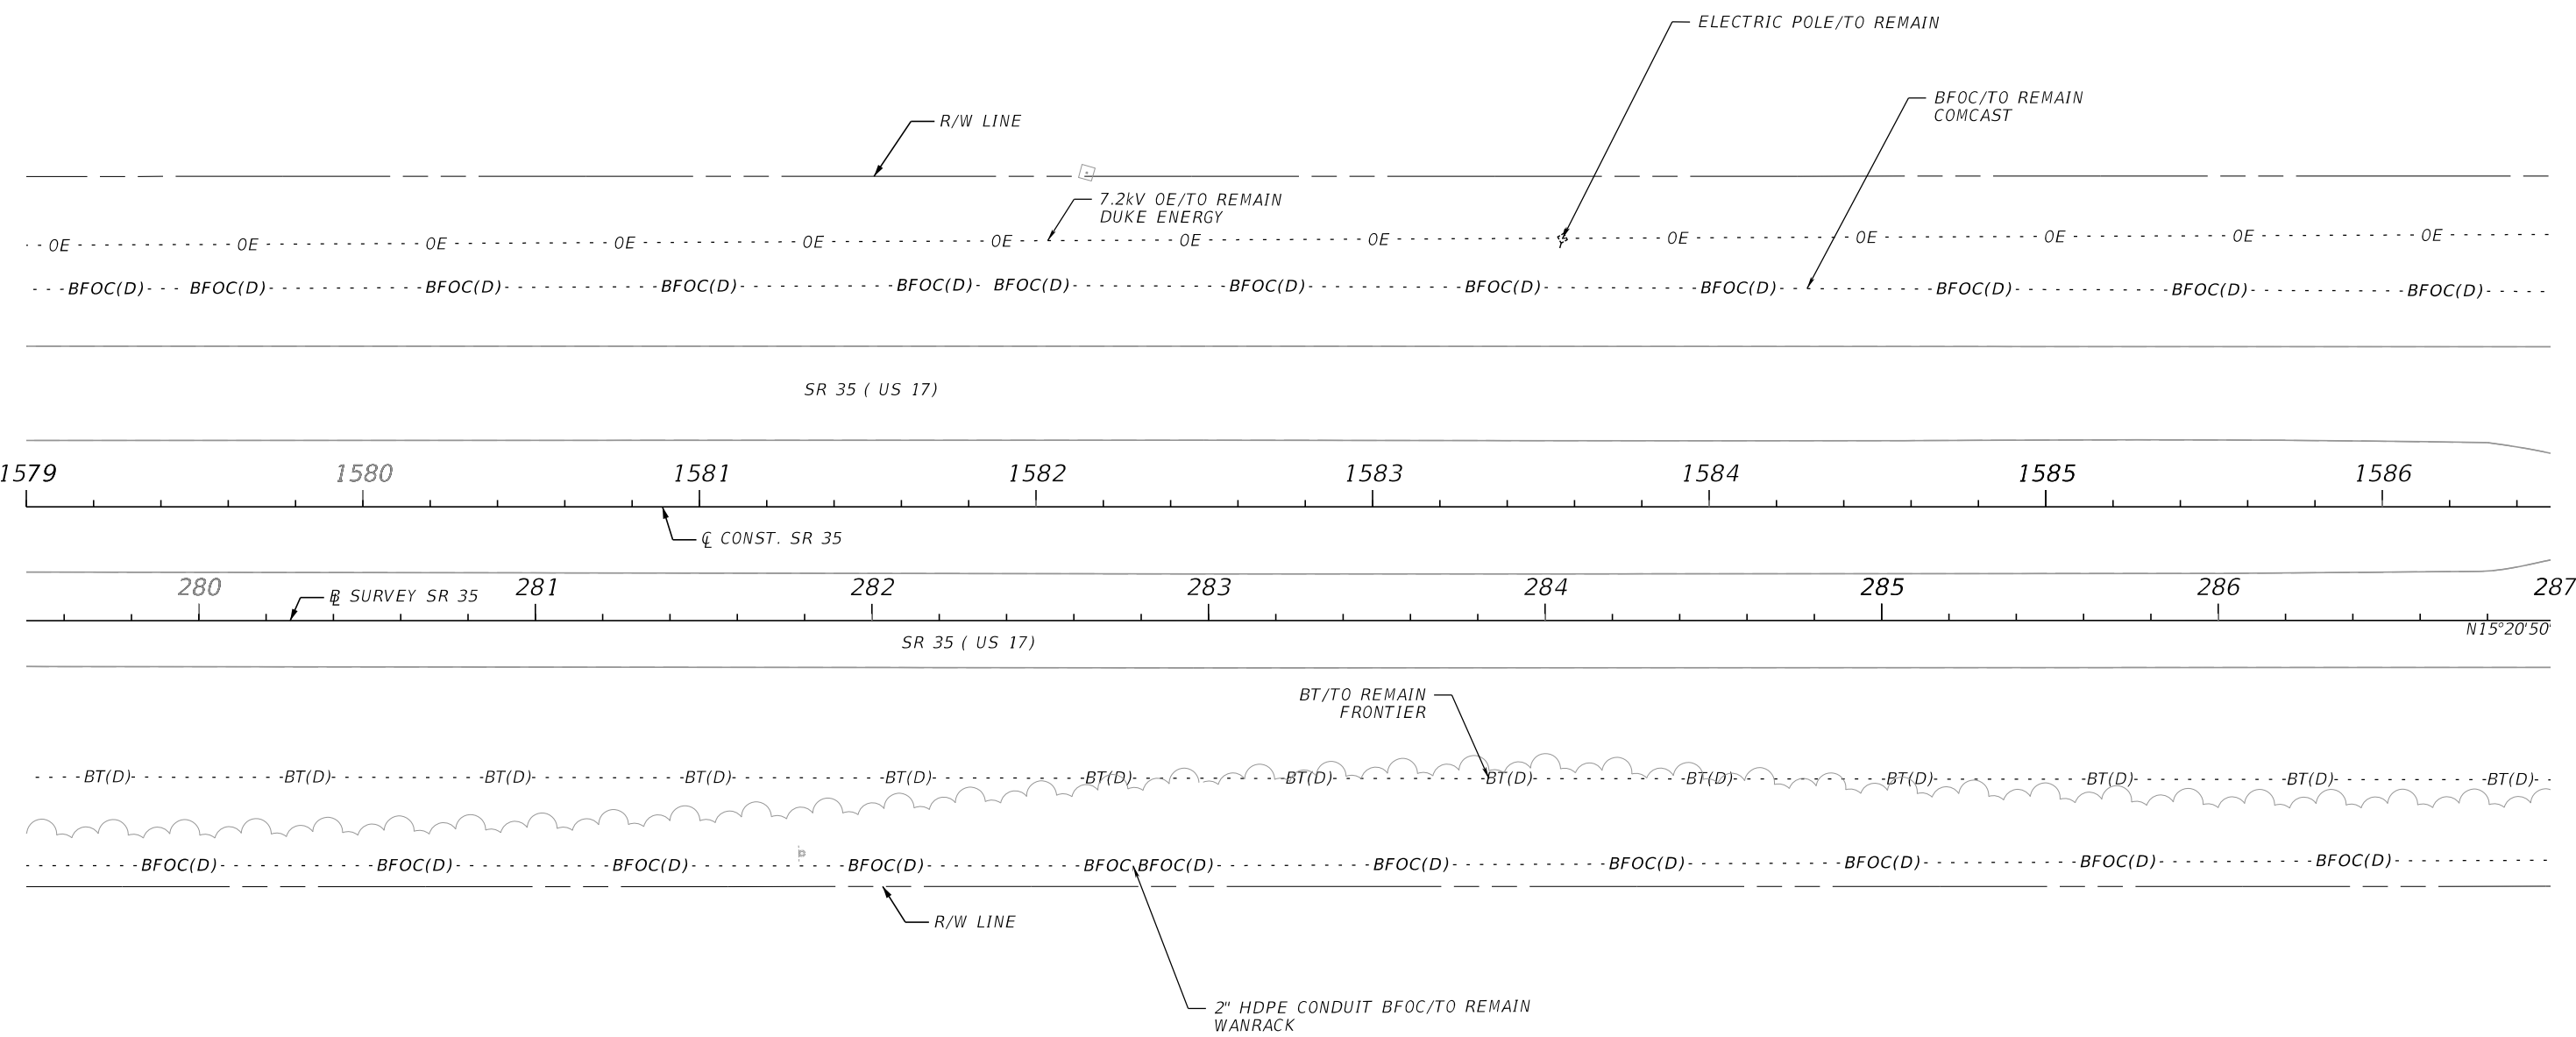 ELECTRIC POLE/TO REMAIN
BFOC/TO REMAIN
COMCAST
R/W LINE
7.2kV OE/TO REMAIN
DUKE ENERGY
OE OE OE OE OE OE OE OE OE OE OE OE OE
BFOC(D) BFOC(D) BFOC(D) BFOC(D) BFOC(D) BFOC(D) BFOC(D) BFOC(D) BFOC(D) BFOC(D) BFOC(D) BFOC(D)
SR 35 ( US 17)
1579 1580 1581 1582 1583 1584 1585 1586
℄ CONST. SR 35
280 281 282 283 284 285 286 287
BL SURVEY SR 35
N15°20'50'
SR 35 ( US 17)
BT/TO REMAIN
FRONTIER
BT(D) BT(D) BT(D) BT(D) BT(D) BT(D) BT(D) BT(D) BT(D) BT(D) BT(D) BT(D) BT(D)
BFOC(D) BFOC(D) BFOC(D) BFOC(D) BFOC BFOC(D) BFOC(D) BFOC(D) BFOC(D) BFOC(D) BFOC(D)
R/W LINE
2" HDPE CONDUIT BFOC/TO REMAIN
WANRACK